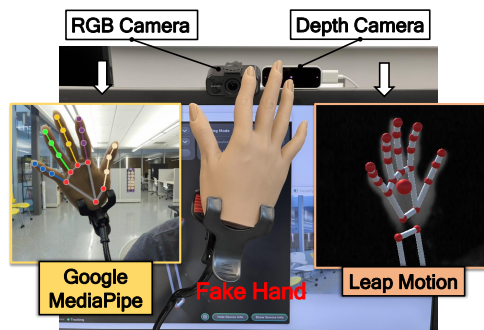 RGB Camera
Depth Camera
Google
MediaPipe
Fake Hand
Leap Motion